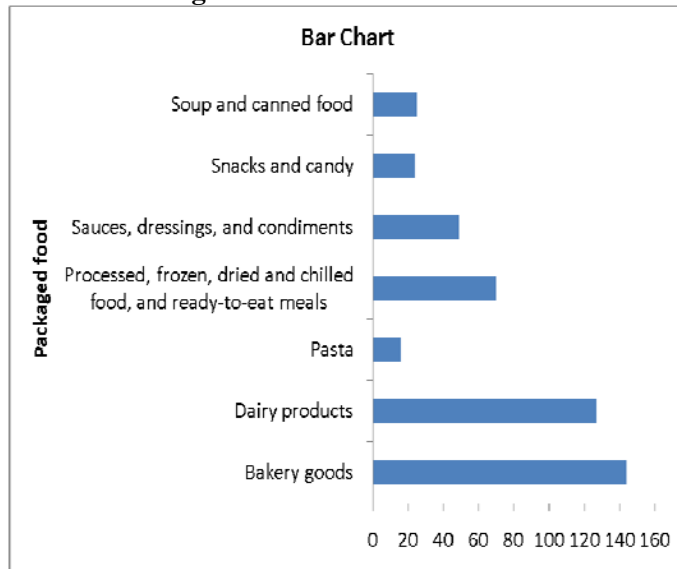 Bar Chart
Packaged food
Soup and canned food
Snacks and candy
Sauces, dressings, and condiments
Processed, frozen, dried and chilled
food, and ready-to-eat meals
Pasta
Dairy products
Bakery goods
0 20 40 60 80 100 120 140 160